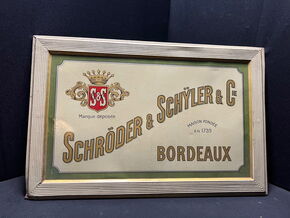 S&S
Marque déposée
SCHRÖDER & SCHŸLER & CIE
MAISON FONDÉE
EN 1739
BORDEAUX